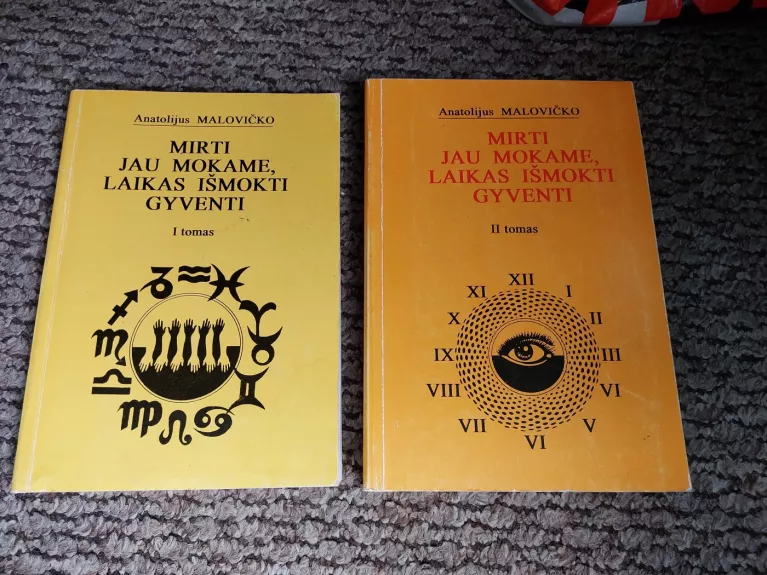 Anatolijus MALOVIČKO
MIRTI
JAU MOKAME,
LAIKAS IŠMOKTI
GYVENTI
I tomas
Anatolijus MALOVIČKO
MIRTI
JAU MOKAME,
LAIKAS IŠMOKTI
GYVENTI
II tomas
XII
XI I
X II
IX III
VIII VI
VII V
VI